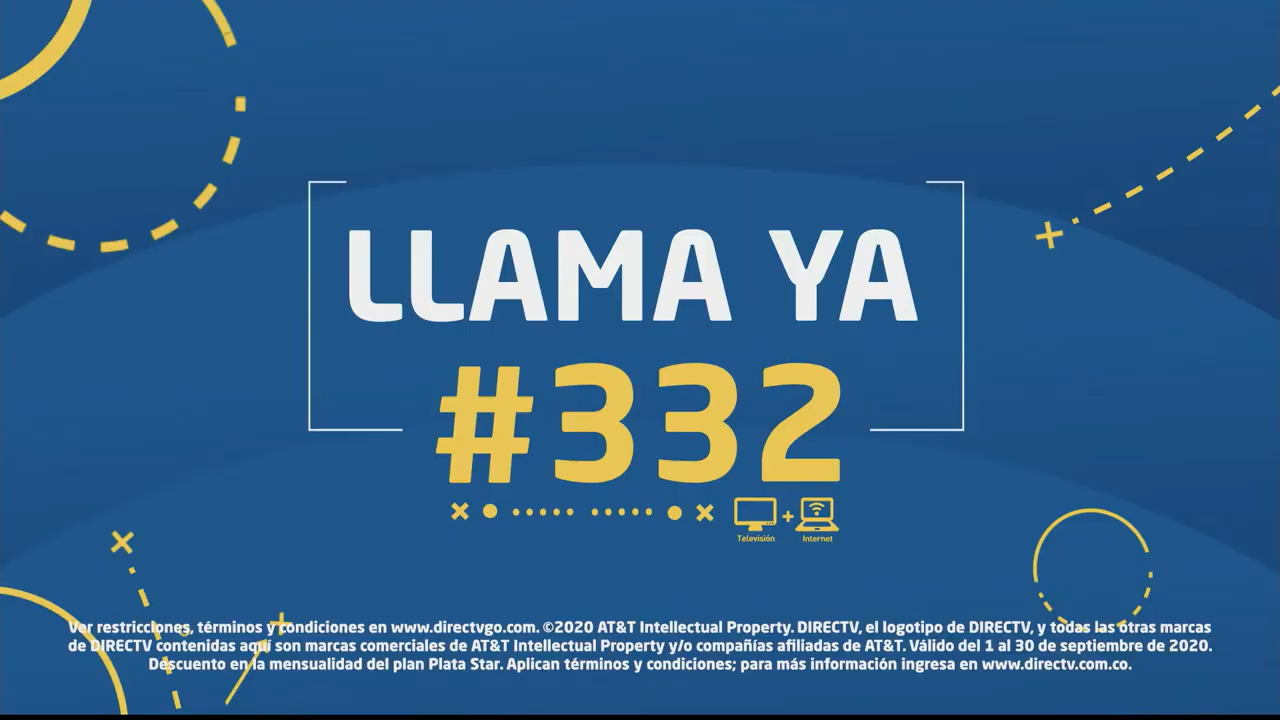 LLAMA YA
#332
Televisión + Internet
Ver restricciones, términos y condiciones en www.directvgo.com. ©2020 AT&T Intellectual Property. DIRECTV, el logotipo de DIRECTV, y todas las otras marcas
de DIRECTV contenidas aquí son marcas comerciales de AT&T Intellectual Property y/o compañías afiliadas de AT&T. Válido del 1 al 30 de septiembre de 2020.
Descuento en la mensualidad del plan Plata Star. Aplican términos y condiciones; para más información ingresa en www.directv.com.co.